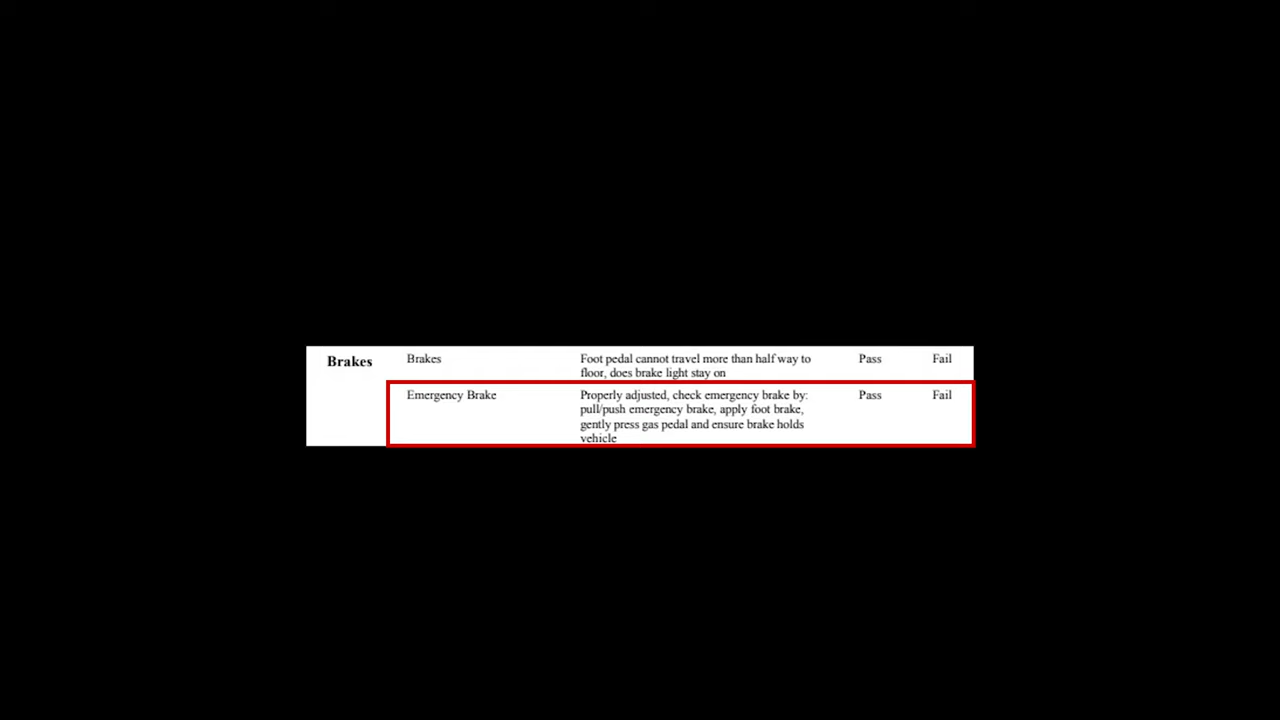 Brakes Brakes Foot pedal cannot travel more than half way to Pass Fail
floor, does brake light stay on
Emergency Brake Properly adjusted, check emergency brake by: Pass Fail
pull/push emergency brake, apply foot brake,
gently press gas pedal and ensure brake holds
vehicle